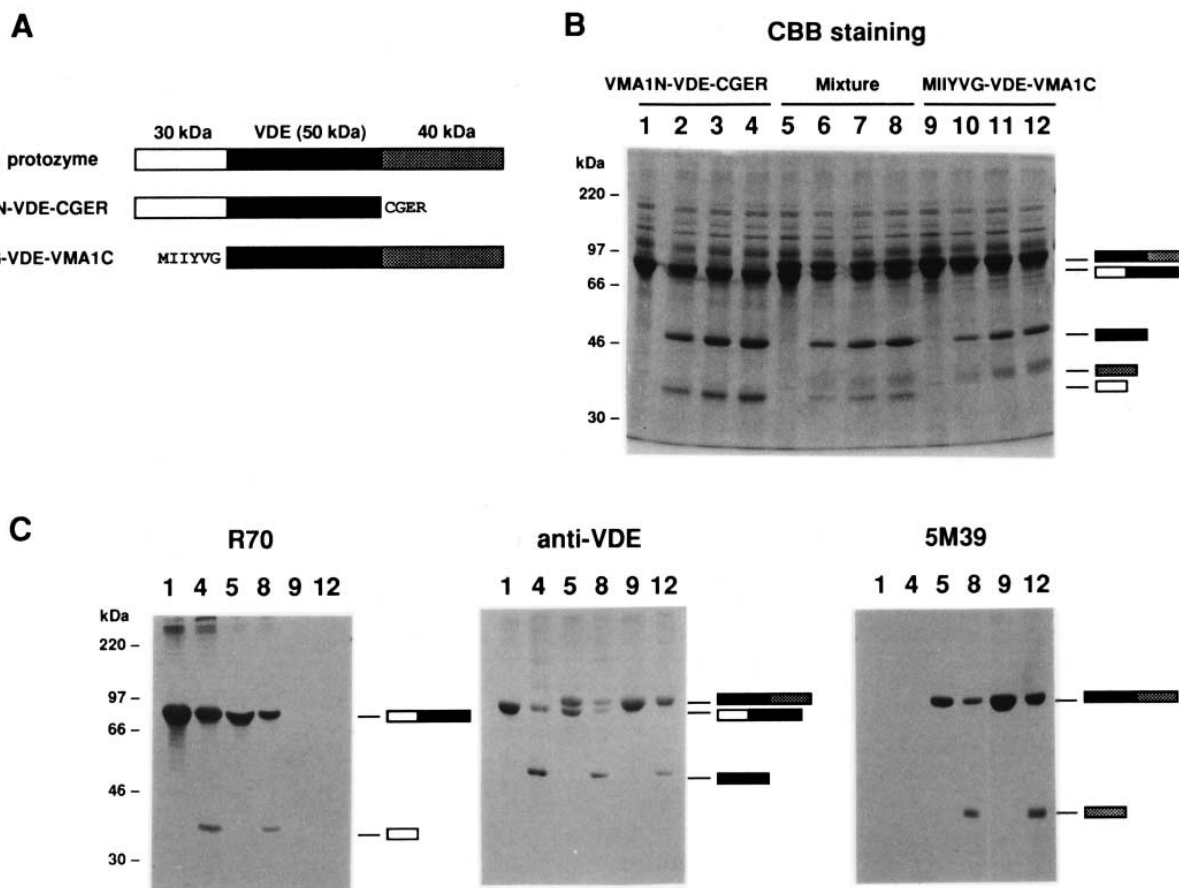 A
30 kDa VDE (50 kDa) 40 kDa
protozyme
N-VDE-CGER
CGER
G-VDE-VMA1C
MIIYVG
B
CBB staining
VMA1N-VDE-CGER Mixture MIIYVG-VDE-VMA1C
1 2 3 4 5 6 7 8 9 10 11 12
kDa
220 –
97 –
66 –
46 –
30 –
C
R70
1 4 5 8 9 12
kDa
220 –
97 –
66 –
46 –
30 –
anti-VDE
1 4 5 8 9 12
5M39
1 4 5 8 9 12